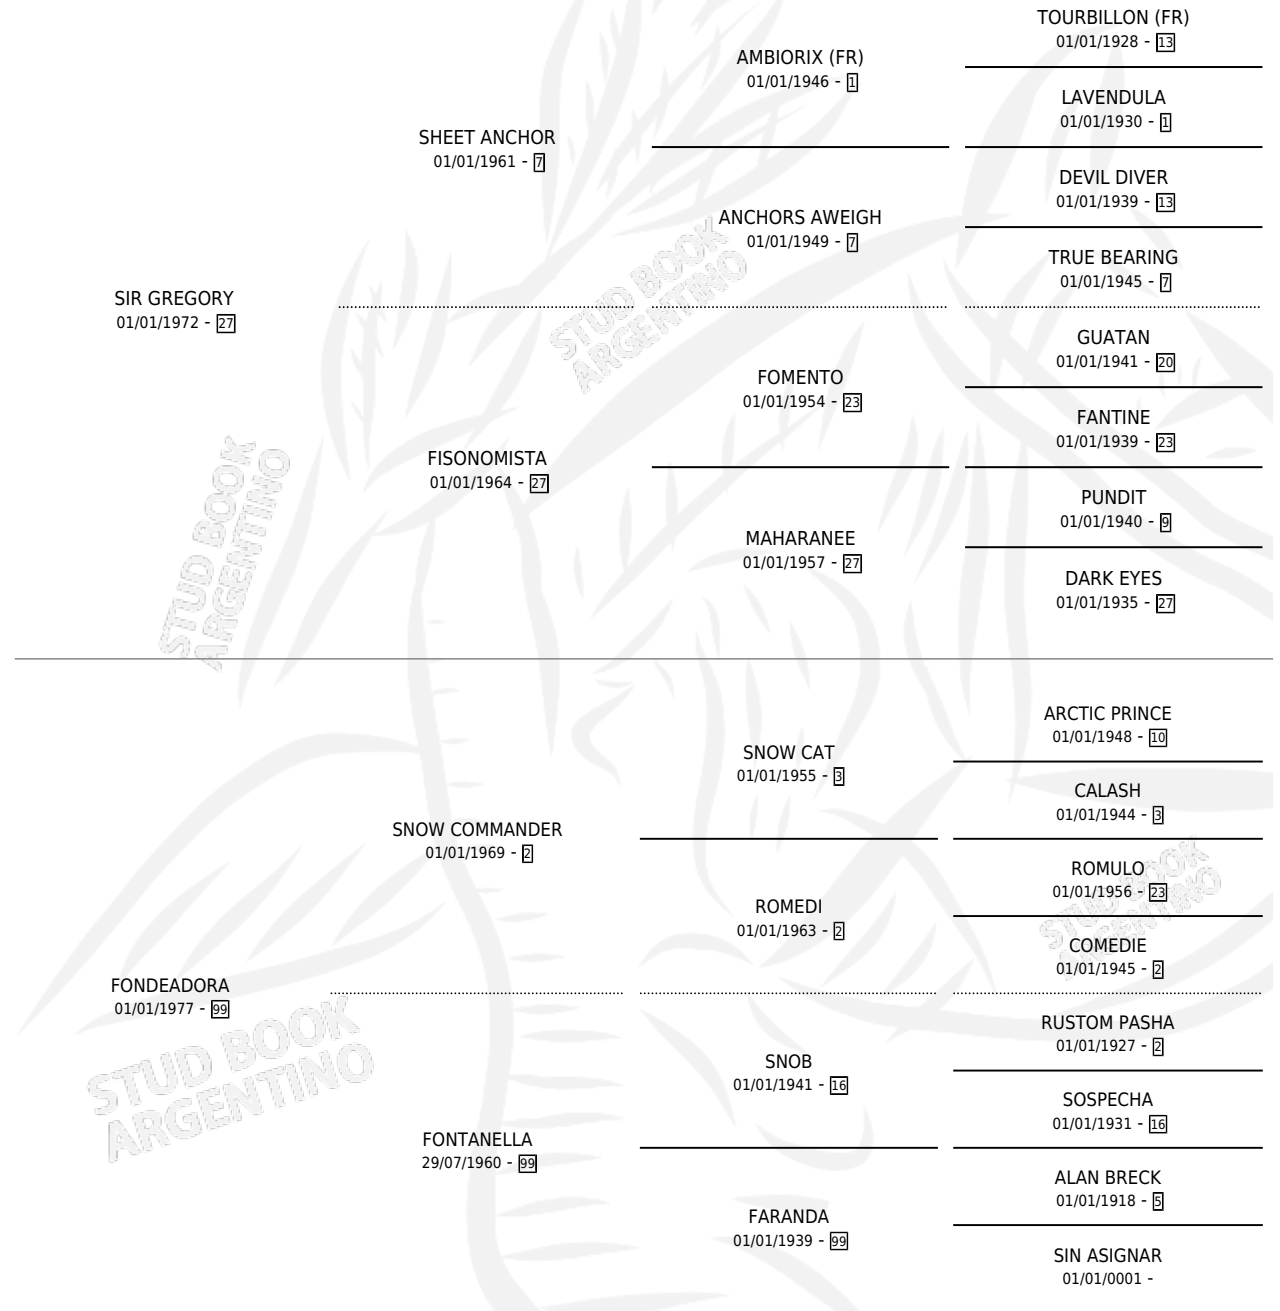 TOURBILLON (FR)
01/01/1928 - 13
AMBIORIX (FR)
01/01/1946 - 1
LAVENDULA
01/01/1930 - 1
SHEET ANCHOR
01/01/1961 - 7
DEVIL DIVER
01/01/1939 - 13
ANCHORS AWEIGH
01/01/1949 - 7
TRUE BEARING
01/01/1945 - 7
SIR GREGORY
01/01/1972 - 27
GUATAN
01/01/1941 - 20
FOMENTO
01/01/1954 - 23
FANTINE
01/01/1939 - 23
FISONOMISTA
01/01/1964 - 27
PUNDIT
01/01/1940 - 9
MAHARANEE
01/01/1957 - 27
DARK EYES
01/01/1935 - 27
ARCTIC PRINCE
01/01/1948 - 10
SNOW CAT
01/01/1955 - 3
CALASH
01/01/1944 - 3
SNOW COMMANDER
01/01/1969 - 2
ROMULO
01/01/1956 - 23
ROMEDI
01/01/1963 - 2
COMEDIE
01/01/1945 - 2
FONDEADORA
01/01/1977 - 99
RUSTOM PASHA
01/01/1927 - 2
SNOB
01/01/1941 - 16
SOSPECHA
01/01/1931 - 16
FONTANELLA
29/07/1960 - 99
ALAN BRECK
01/01/1918 - 5
FARANDA
01/01/1939 - 99
SIN ASIGNAR
01/01/0001 -
STUD BOOK
ARGENTINO
STUD BOOK
ARGENTINO
STUD BOOK
ARGENTINO
STUD BOOK
ARGENTINO